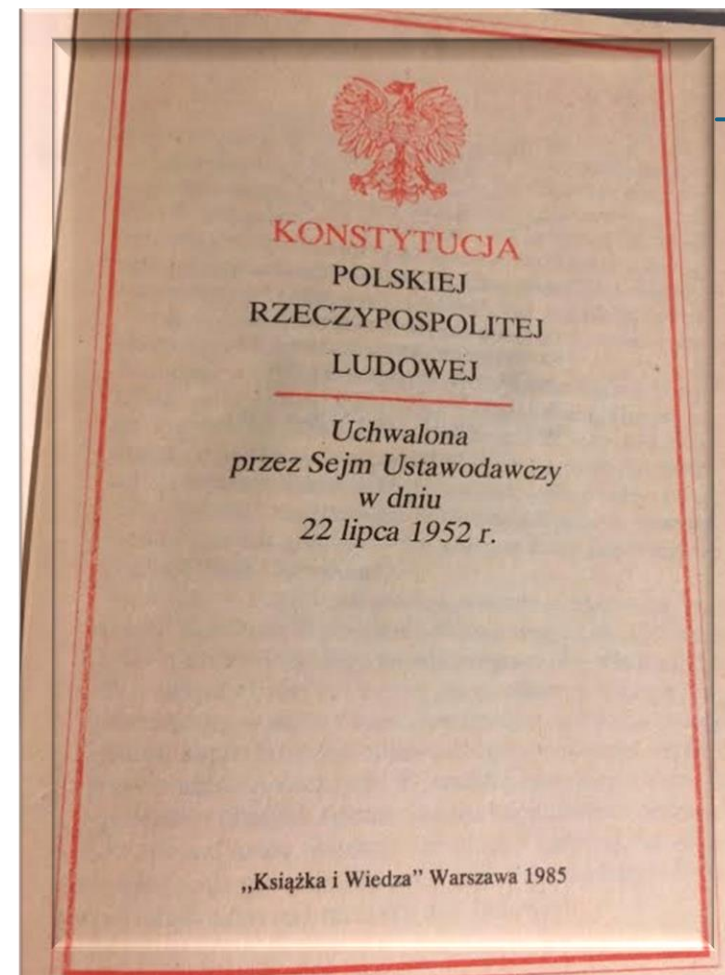 KONSTYTUCJA
POLSKIEJ
RZECZYPOSPOLITEJ
LUDOWEJ
Uchwalona
przez Sejm Ustawodawczy
w dniu
22 lipca 1952 r.
„Książka i Wiedza” Warszawa 1985